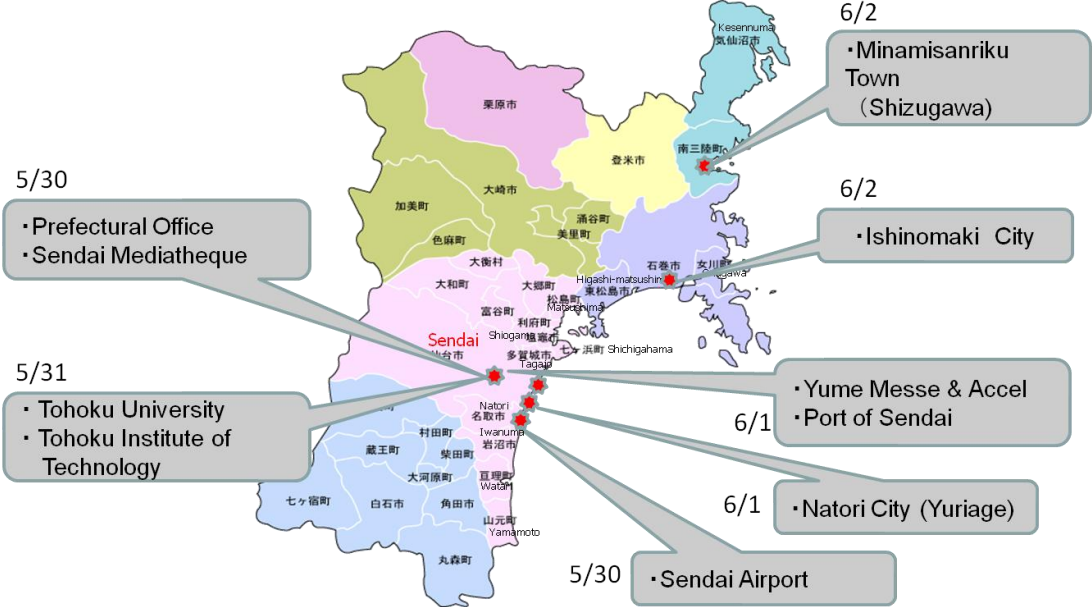 6/2
・Minamisanriku
Town
（Shizugawa)
Kesennuma
気仙沼市
栗原市
登米市
南三陸町
5/30
・Prefectural Office
・Sendai Mediatheque
6/2
・Ishinomaki City
大崎市
加美町
涌谷町
美里町
色麻町
大衡村
石巻市
女川町
Higashi-matsushim
東松島市
大和町
大郷町
松島町
Matsushima
富谷町
利府町
Shiogama
塩竈市
Sendai
仙台市
多賀城市
七ヶ浜町 Shichigahama
Tagajo
5/31
・ Tohoku University
・ Tohoku Institute of
Technology
・Yume Messe & Accel
・Port of Sendai
6/1
Natori
名取市
Iwanuma
岩沼市
村田町
蔵王町
柴田町
大河原町
亘理町
Watari
七ヶ宿町
白石市
角田市
山元町
Yamamoto
丸森町
6/1
・Natori City (Yuriage)
5/30
・Sendai Airport